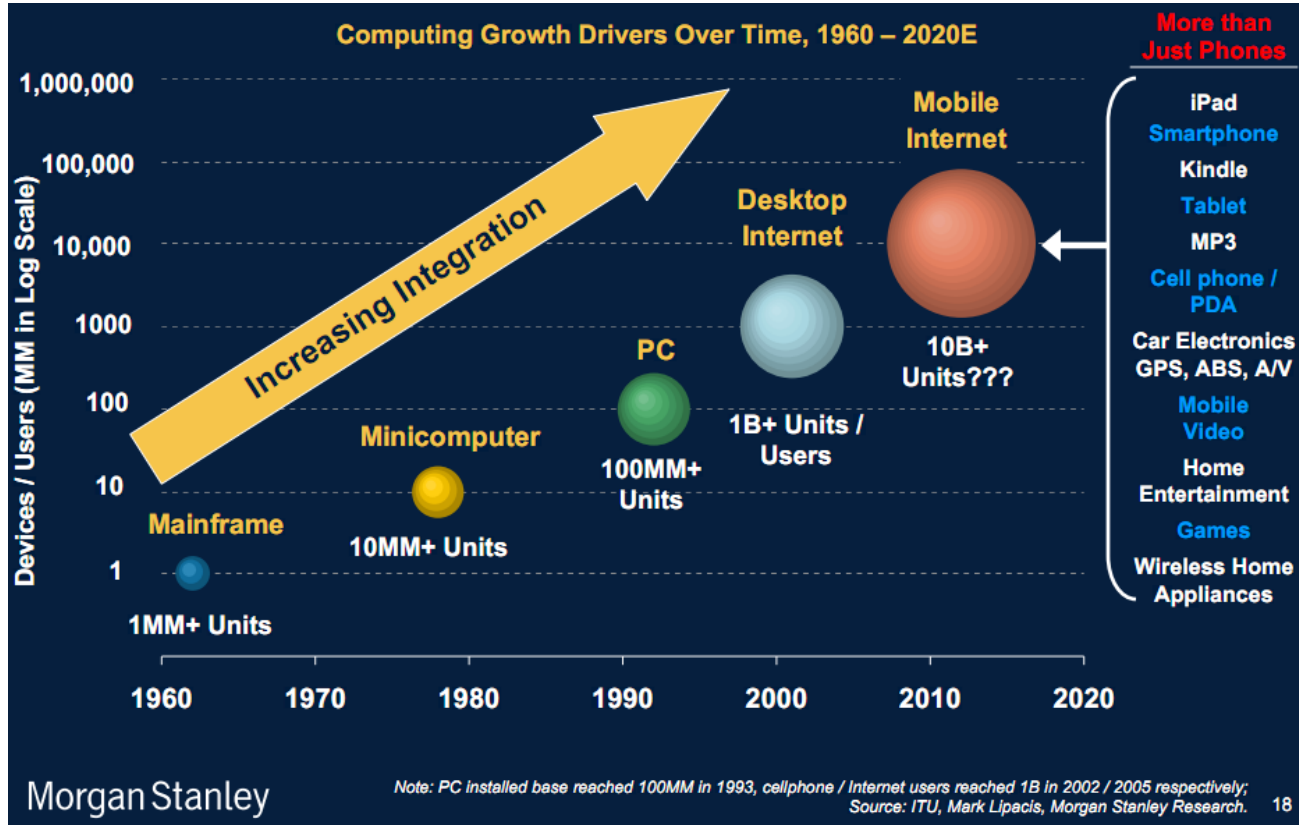 Computing Growth Drivers Over Time, 1960 – 2020E
More than
Just Phones
Devices / Users (MM in Log Scale)
1,000,000
100,000
10,000
1000
100
10
1
Increasing Integration
Mainframe
1MM+ Units
Minicomputer
10MM+ Units
PC
100MM+
Units
Desktop
Internet
1B+ Units /
Users
Mobile
Internet
10B+
Units???
iPad
Smartphone
Kindle
Tablet
MP3
Cell phone /
PDA
Car Electronics
GPS, ABS, A/V
Mobile
Video
Home
Entertainment
Games
Wireless Home
Appliances
1960
1970
1980
1990
2000
2010
2020
Morgan Stanley
Note: PC installed base reached 100MM in 1993, cellphone / Internet users reached 1B in 2002 / 2005 respectively;
Source: ITU, Mark Lipacis, Morgan Stanley Research.
18